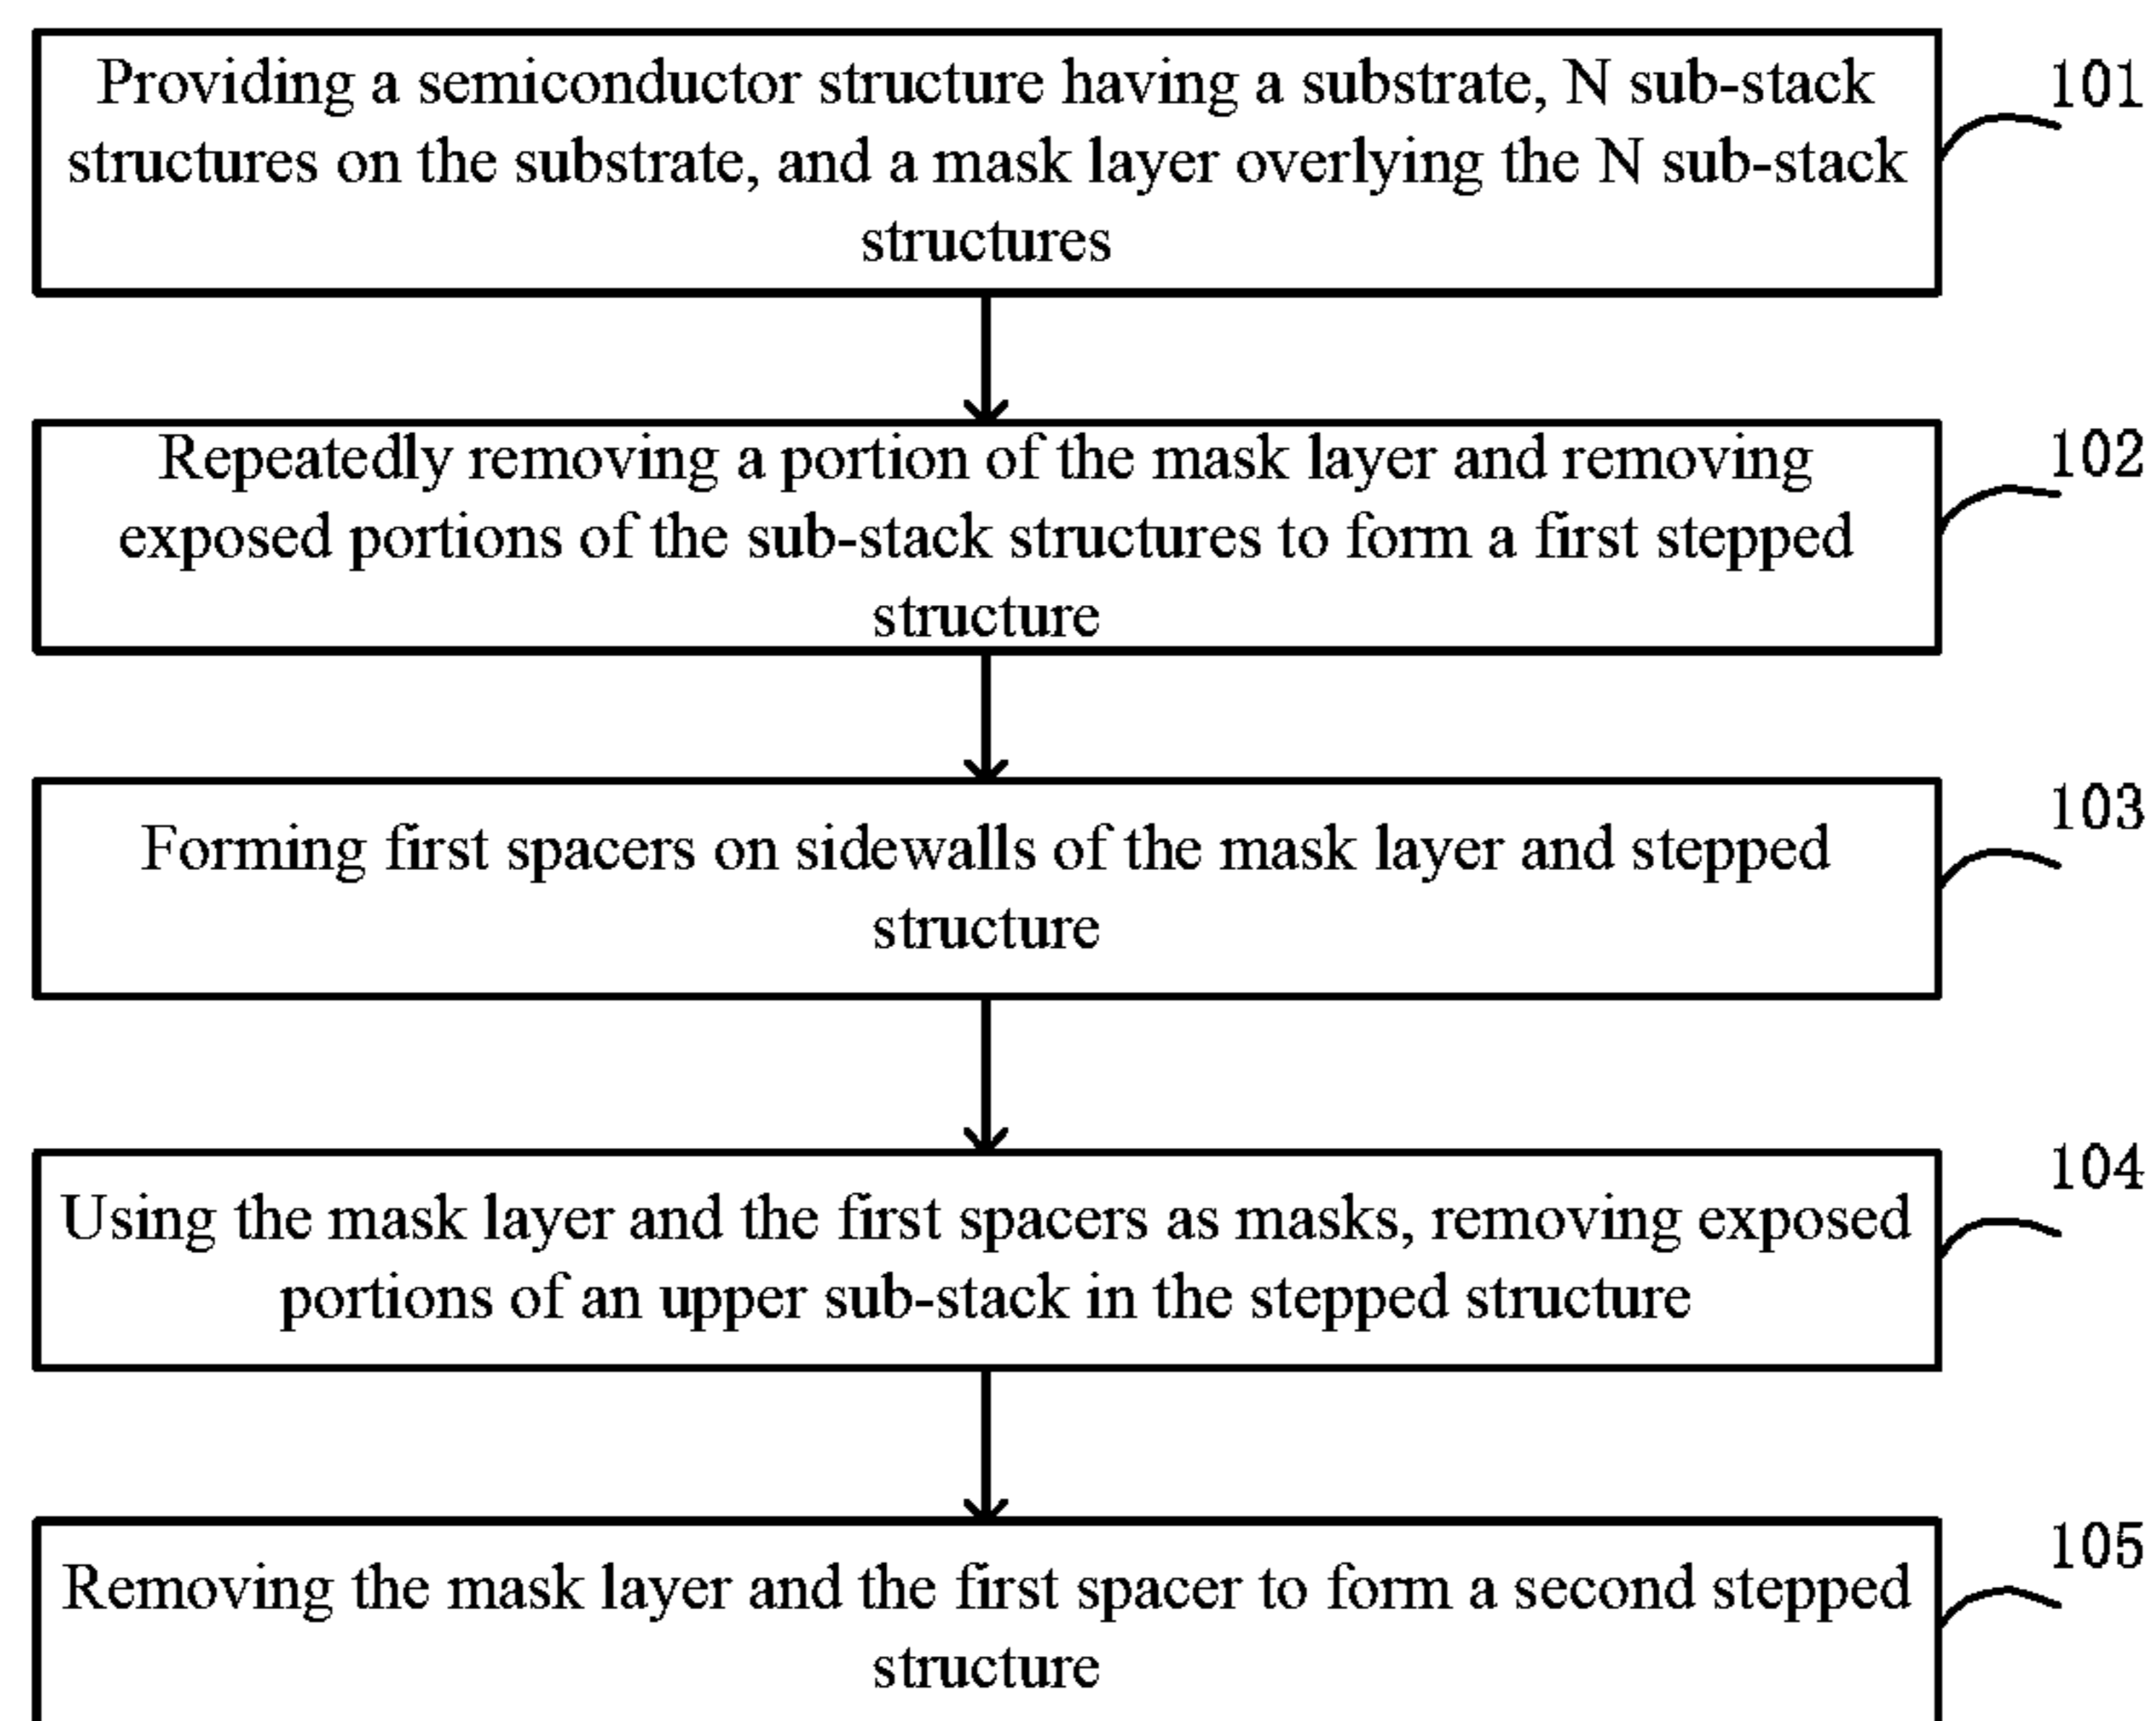 Providing a semiconductor structure having a substrate, N sub-stack
structures on the substrate, and a mask layer overlying the N sub-stack
structures
101
Repeatedly removing a portion of the mask layer and removing
exposed portions of the sub-stack structures to form a first stepped
structure
102
Forming first spacers on sidewalls of the mask layer and stepped
structure
103
Using the mask layer and the first spacers as masks, removing exposed
portions of an upper sub-stack in the stepped structure
104
Removing the mask layer and the first spacer to form a second stepped
structure
105